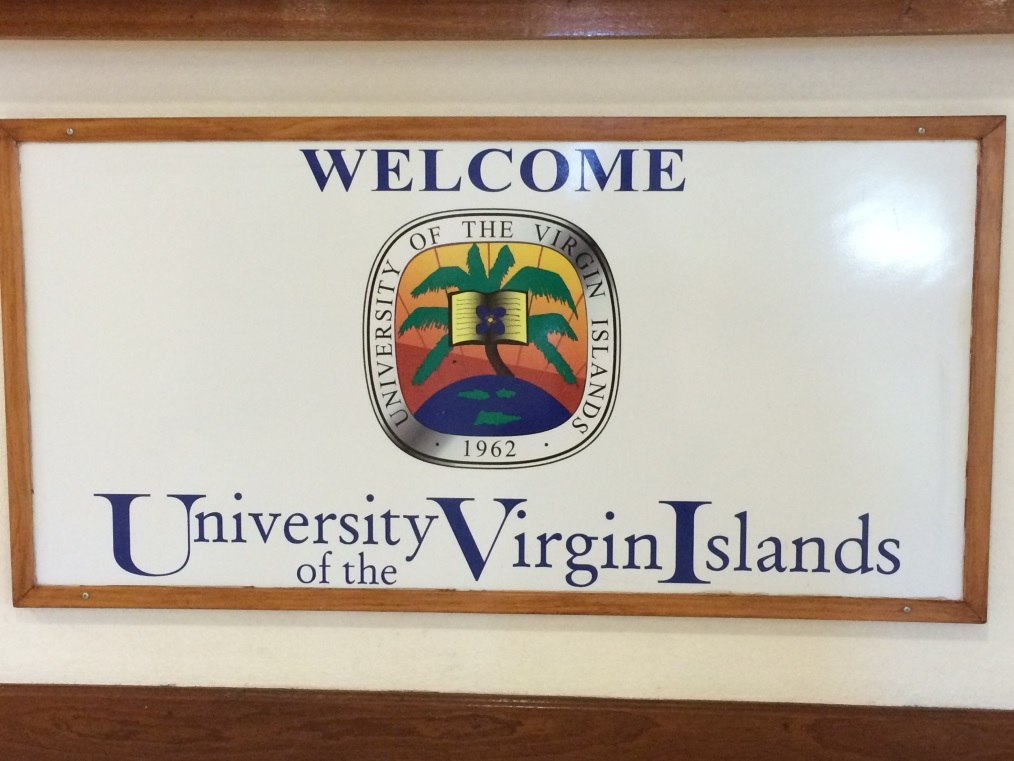 WELCOME
UNIVERSITY OF THE VIRGIN ISLANDS
· 1962 ·
University of the Virgin Islands